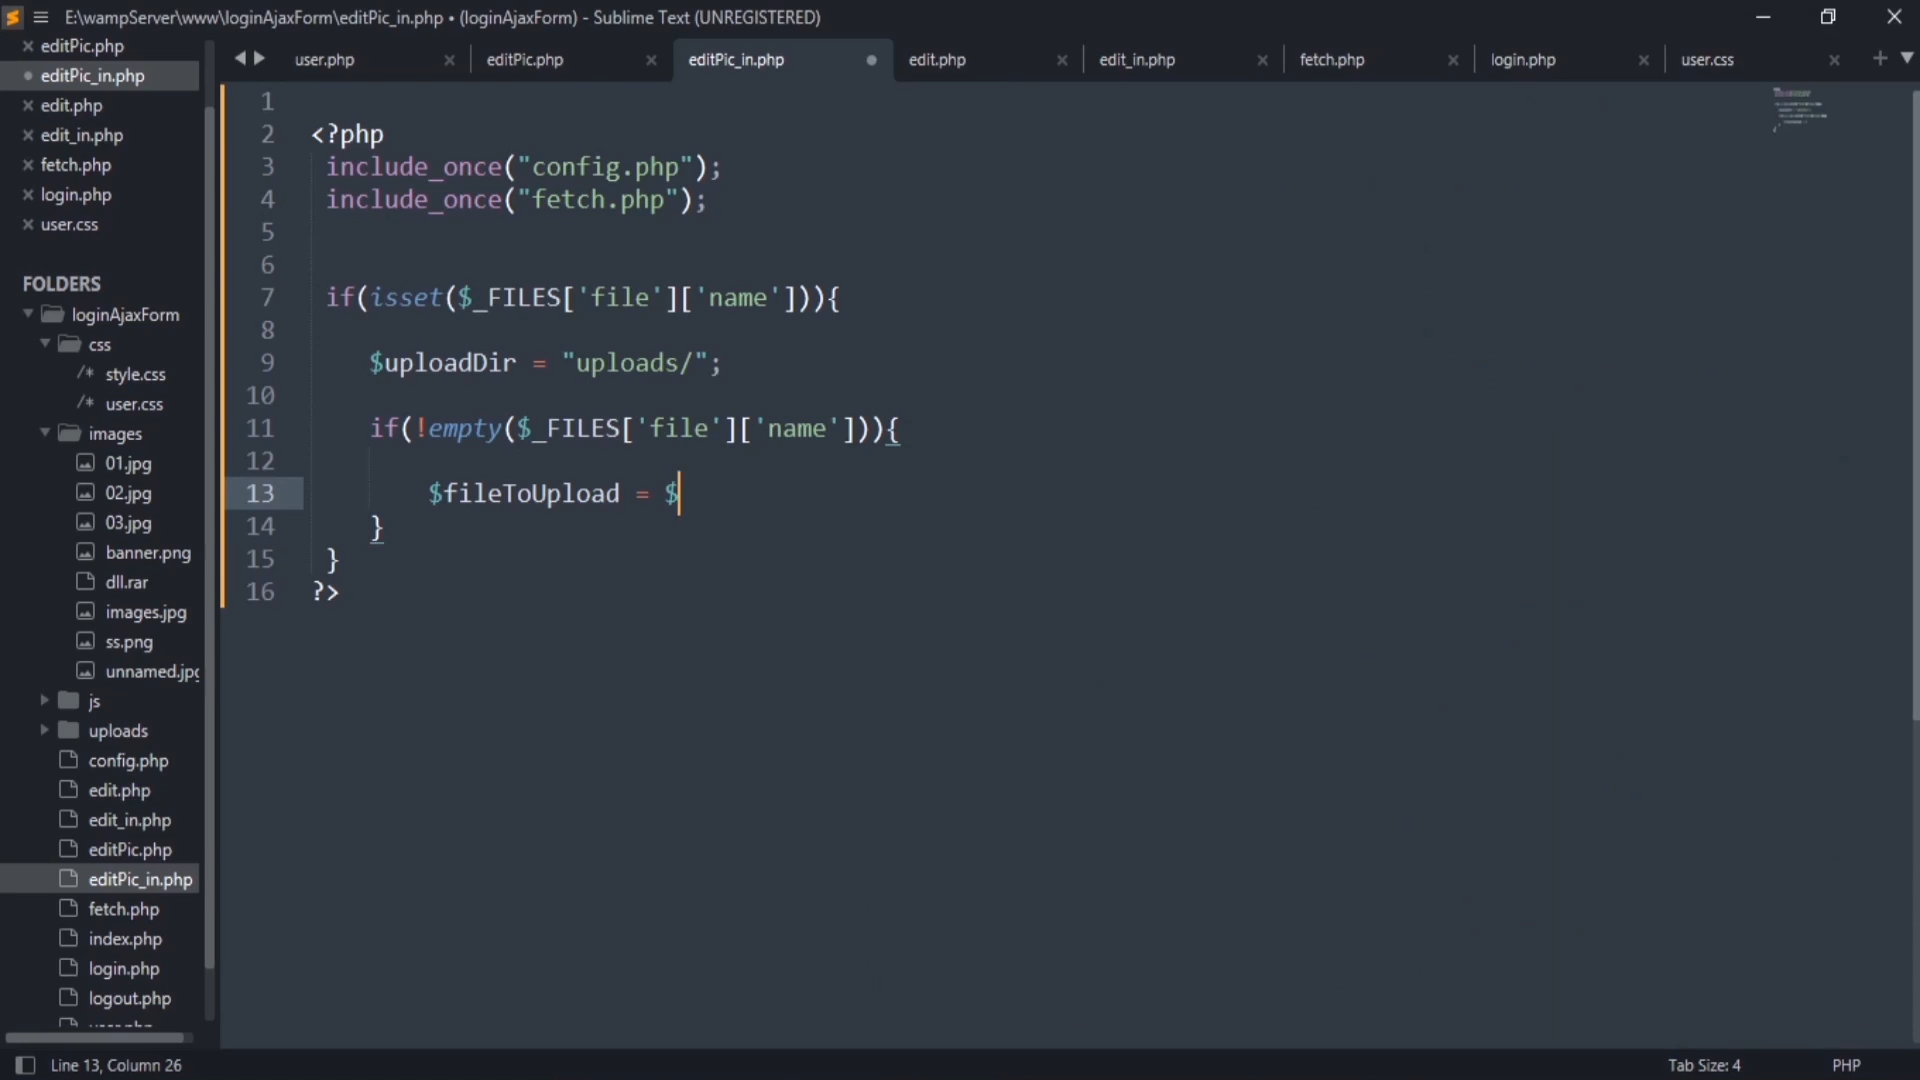 E:\wampServer\www\loginAjaxForm\editPic_in.php • (loginAjaxForm) - Sublime Text (UNREGISTERED)
editPic.php
editPic_in.php
edit.php
edit_in.php
fetch.php
login.php
user.css
FOLDERS
loginAjaxForm
css
/* style.css
/* user.css
images
01.jpg
02.jpg
03.jpg
banner.png
dll.rar
images.jpg
ss.png
unnamed.jpg
js
uploads
config.php
edit.php
edit_in.php
editPic.php
editPic_in.php
fetch.php
index.php
login.php
logout.php
user.php editPic.php editPic_in.php edit.php edit_in.php fetch.php login.php user.css
1
2 <?php
3 include_once("config.php");
4 include_once("fetch.php");
5
6
7 if(isset($_FILES['file']['name'])){
8
9 $uploadDir = "uploads/";
10
11 if(!empty($_FILES['file']['name'])){
12
13 $fileToUpload = $
14 }
15 }
16 ?>
Line 13, Column 26
Tab Size: 4
PHP